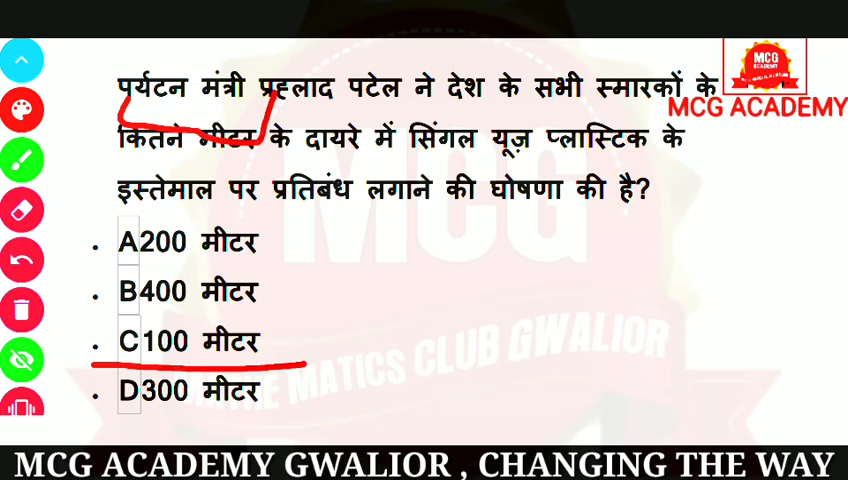 MCG
ACADEMY
MCG ACADEMY
पर्यटन मंत्री प्रह्लाद पटेल ने देश के सभी स्मारकों के
कितने मीटर के दायरे में सिंगल यूज़ प्लास्टिक के
इस्तेमाल पर प्रतिबंध लगाने की घोषणा की है?
A200 मीटर
B400 मीटर
C100 मीटर
D300 मीटर
MCG
MATICS CLUB GWALIOR
MCG ACADEMY GWALIOR , CHANGING THE WAY